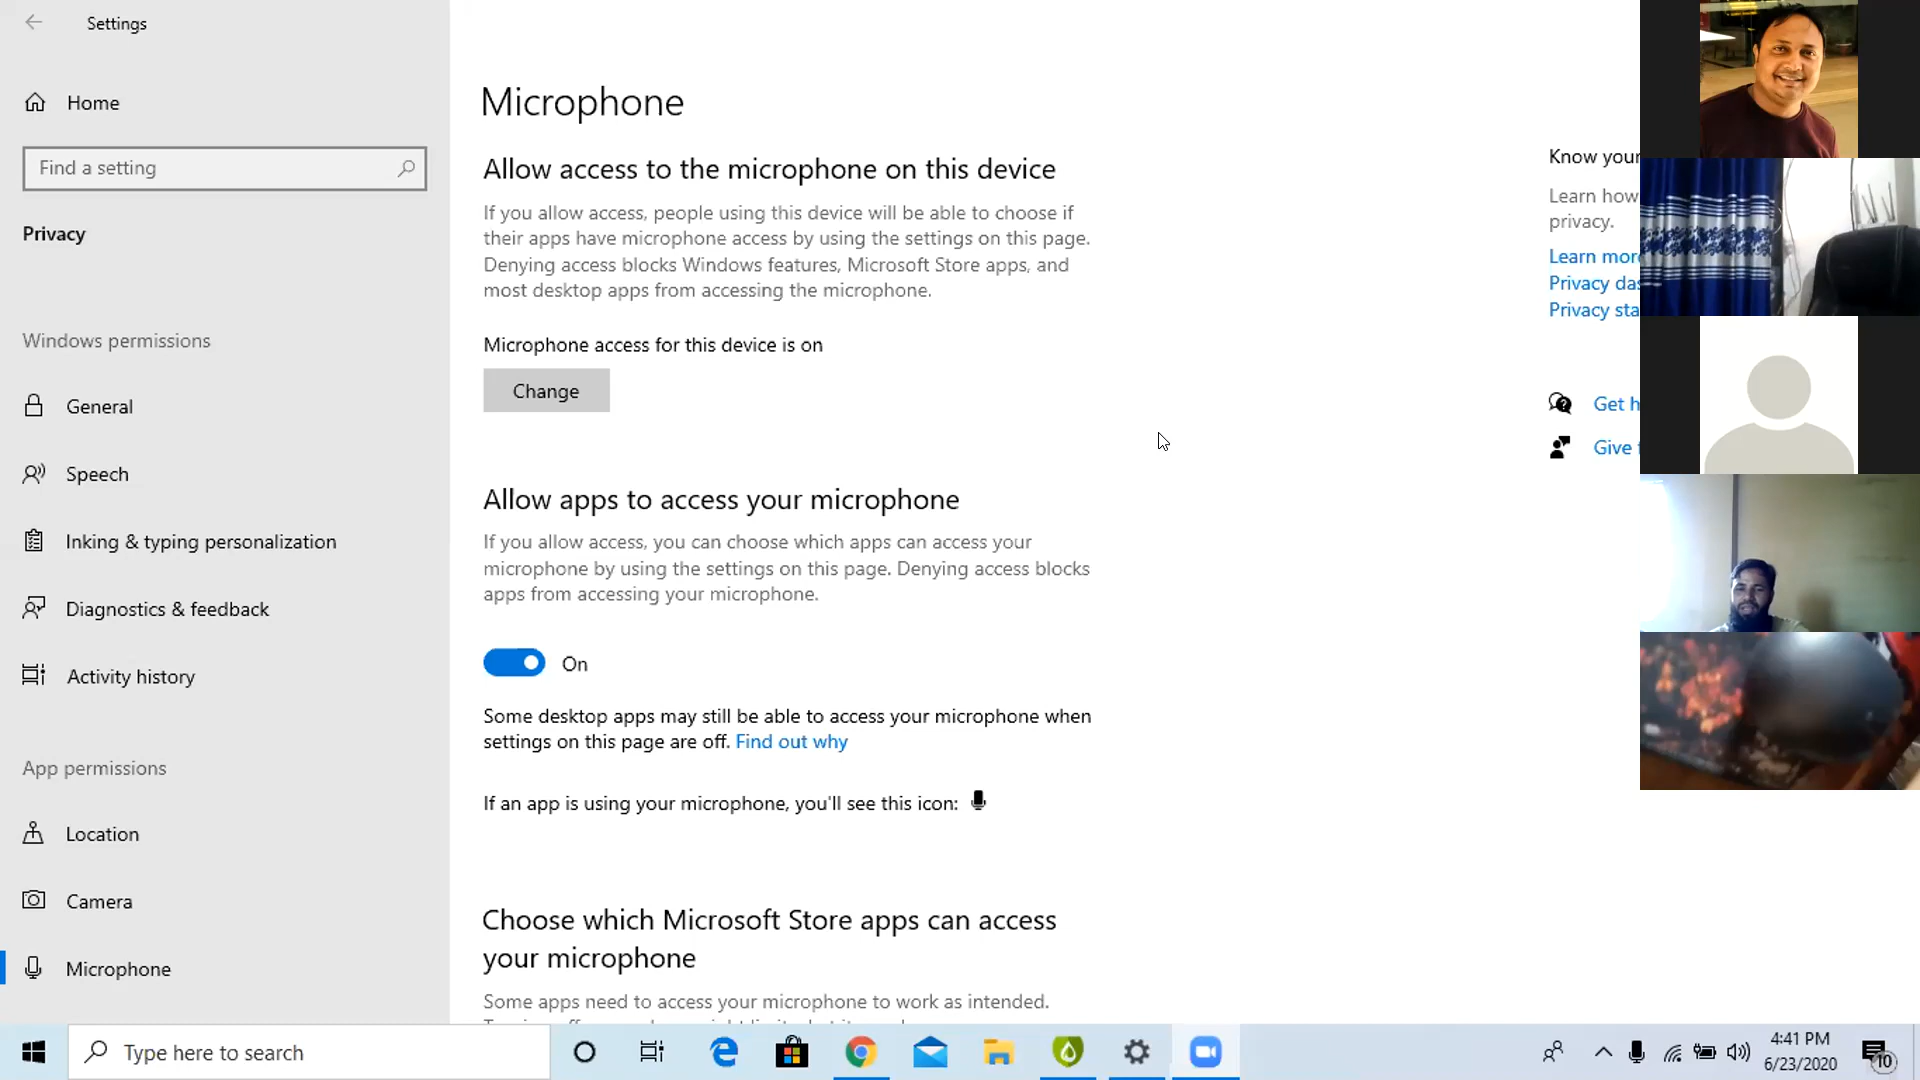 Settings
Home
Find a setting
Privacy
Windows permissions
General
Speech
Inking & typing personalization
Diagnostics & feedback
Activity history
App permissions
Location
Camera
Microphone
Microphone
Allow access to the microphone on this device
If you allow access, people using this device will be able to choose if
their apps have microphone access by using the settings on this page.
Denying access blocks Windows features, Microsoft Store apps, and
most desktop apps from accessing the microphone.
Microphone access for this device is on
Change
Allow apps to access your microphone
If you allow access, you can choose which apps can access your
microphone by using the settings on this page. Denying access blocks
apps from accessing your microphone.
On
Some desktop apps may still be able to access your microphone when
settings on this page are off. Find out why
If an app is using your microphone, you'll see this icon:
Choose which Microsoft Store apps can access
your microphone
Some apps need to access your microphone to work as intended.
Know your
Learn how
privacy.
Learn more
Privacy das
Privacy sta
Get h
Give f
Type here to search
4:41 PM
6/23/2020
10